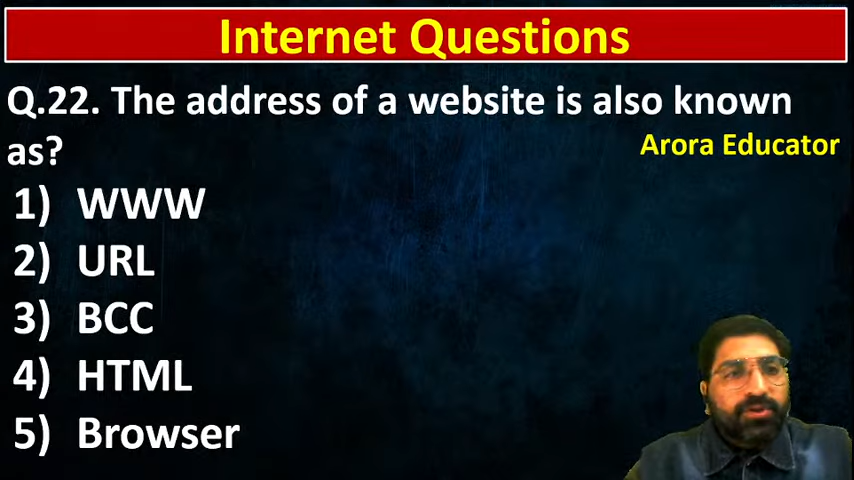 Internet Questions
Q.22. The address of a website is also known
as?
Arora Educator
1) WWW
2) URL
3) BCC
4) HTML
5) Browser